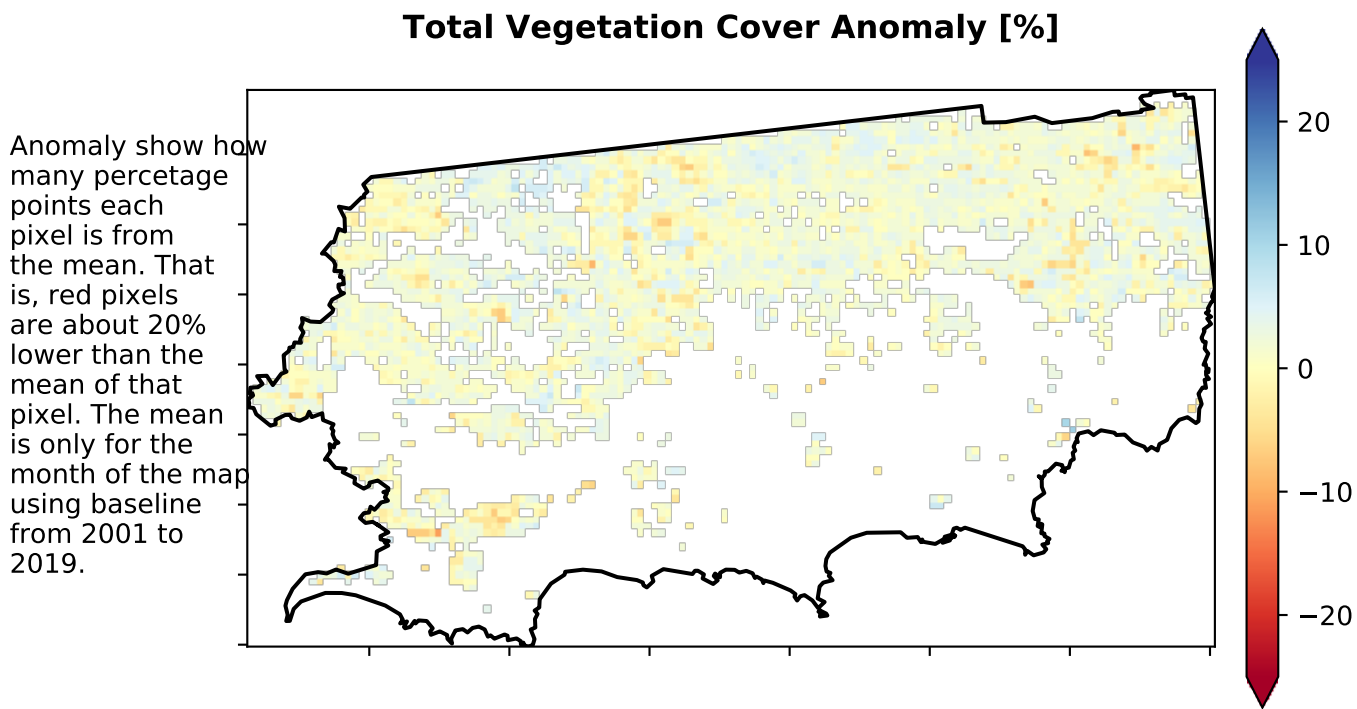 Total Vegetation Cover Anomaly [%]
Anomaly show how
many percetage
points each
pixel is from
the mean. That
is, red pixels
are about 20%
lower than the
mean of that
pixel. The mean
is only for the
month of the map
using baseline
from 2001 to
2019.
20
10
0
−10
−20